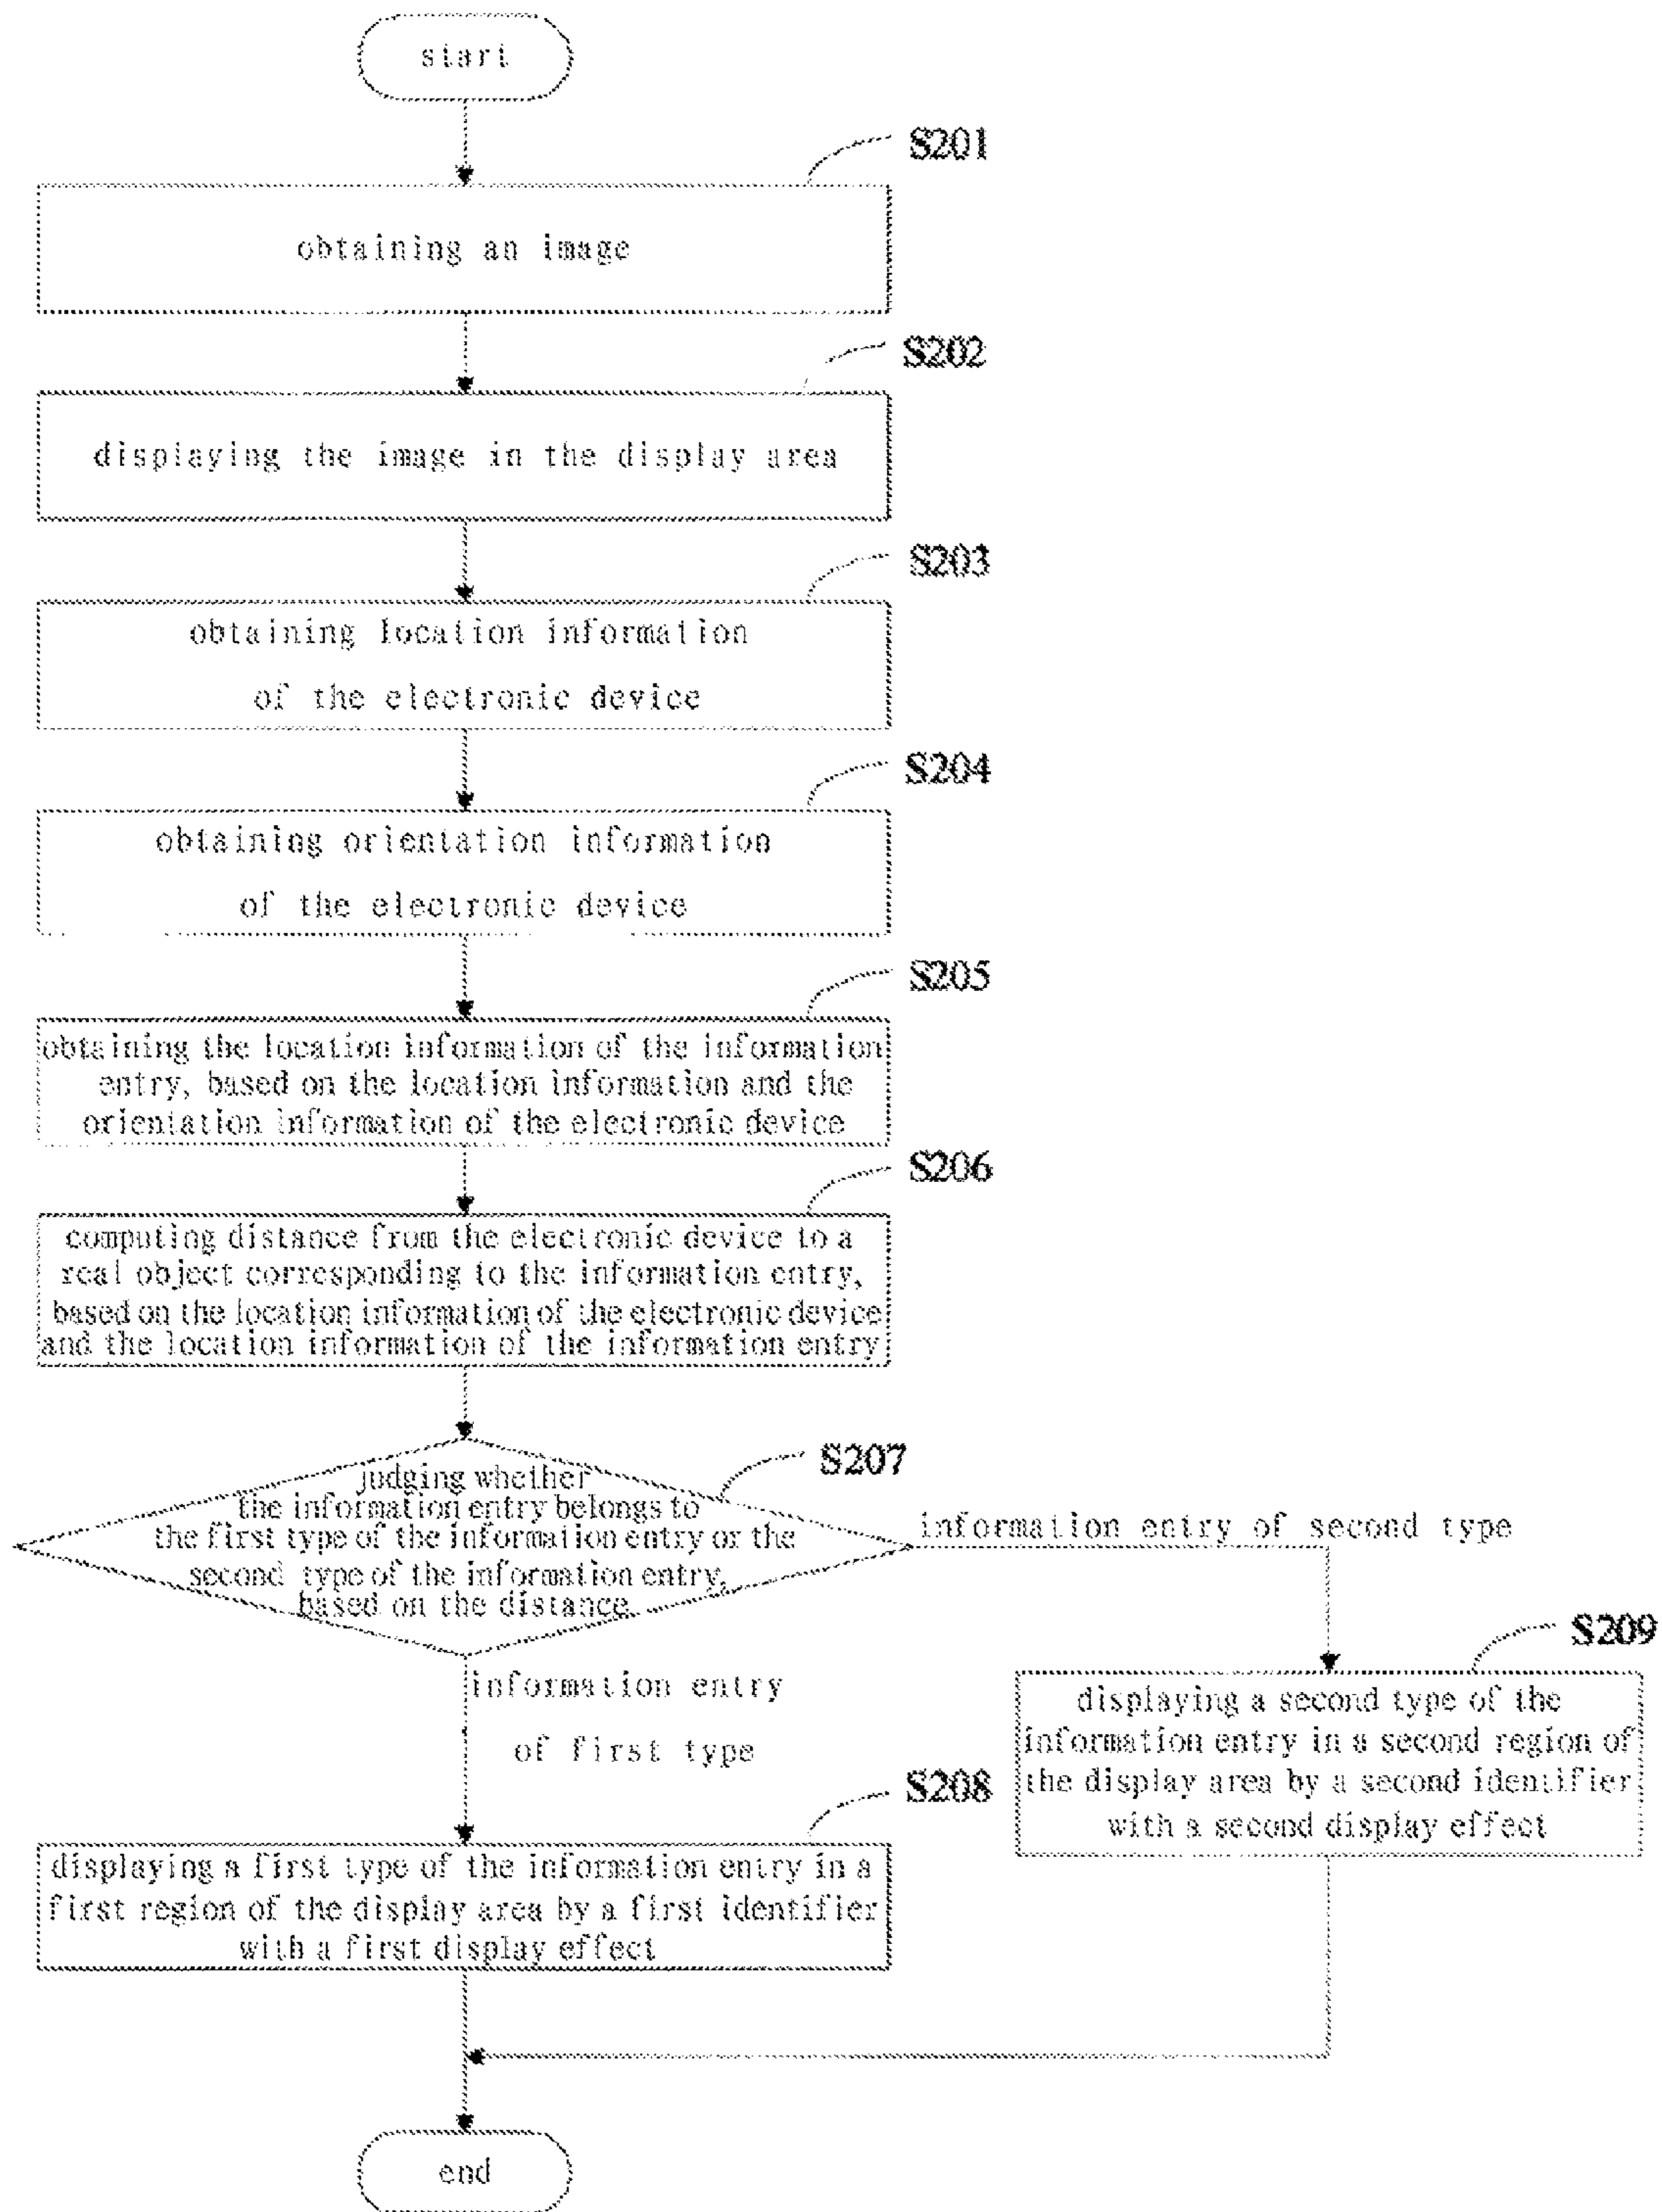 start
S201
obtaining an image
S202
displaying the image in the display area
S203
obtaining location information
of the electronic device
S204
obtaining orientation information
of the electronic device
S205
obtaining the location information of the information
entry, based on the location information and the
orientation information of the electronic device
S206
computing distance from the electronic device to a
real object corresponding to the information entry,
based on the location information of the electronic device
and the location information of the information entry
S207
judging whether
the information entry belongs to
the first type of the information entry or the
second type of the information entry,
based on the distance
information entry of second type
S209
displaying a second type of the
information entry in a second region of
the display area by a second identifier
with a second display effect
information entry
of first type
S208
displaying a first type of the information entry in a
first region of the display area by a first identifier
with a first display effect
end